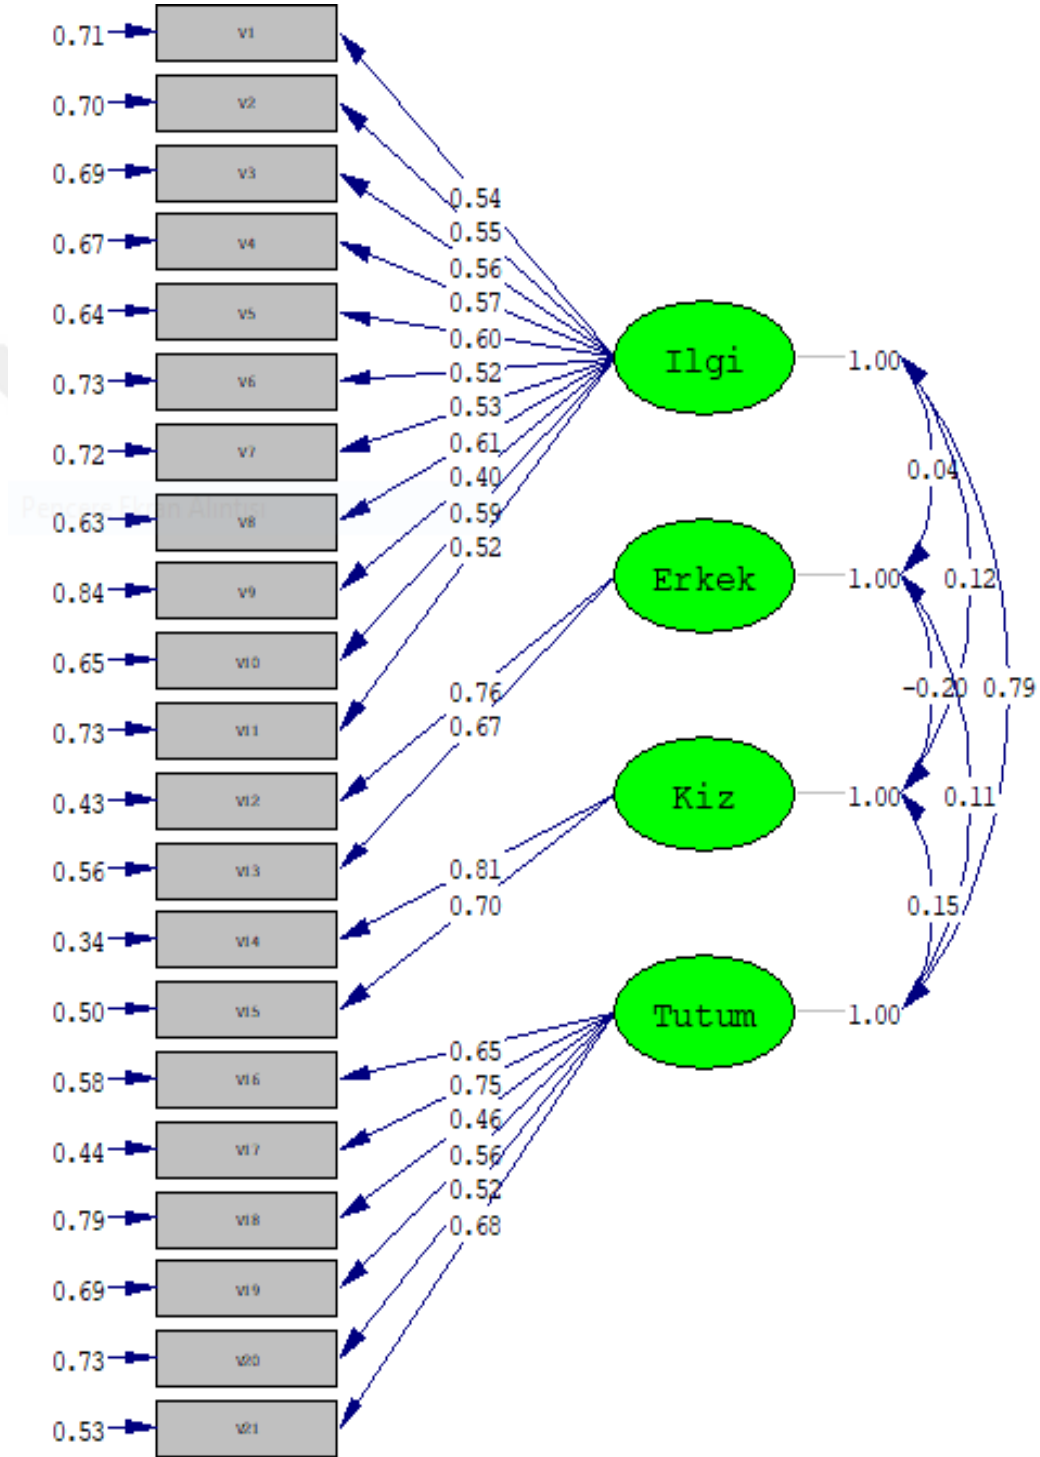 0.71 v1
0.70 v2
0.69 v3
0.67 v4
0.64 v5
0.73 v6
0.72 v7
0.63 v8
0.84 v9
0.65 v10
0.73 v11
0.43 v12
0.56 v13
0.34 v14
0.50 v15
0.58 v16
0.44 v17
0.79 v18
0.69 v19
0.73 v20
0.53 v21
Pencere Ekran Alıntısı
0.54
0.55
0.56
0.57
0.60
0.52
0.53
0.61
0.40
0.59
0.52
0.76
0.67
0.81
0.70
0.65
0.75
0.46
0.56
0.52
0.68
Ilgi 1.00
Erkek 1.00
Kiz 1.00
Tutum 1.00
0.04
0.12
-0.20 0.79
0.11
0.15